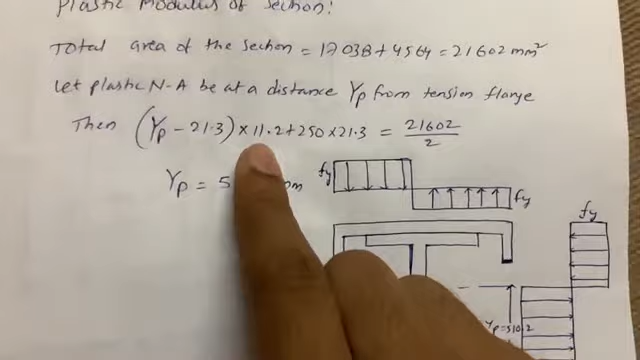 Plastic Modulus of Section:
Total area of the section = 17038 + 4564 = 21602 mm²
Let plastic N-A be at a distance Yp from tension flange
Then (Yp - 21.3) × 11.2 + 250 × 21.3 = 21602/2
Yp = 5
fy
fy
fy
Yp = 510.2